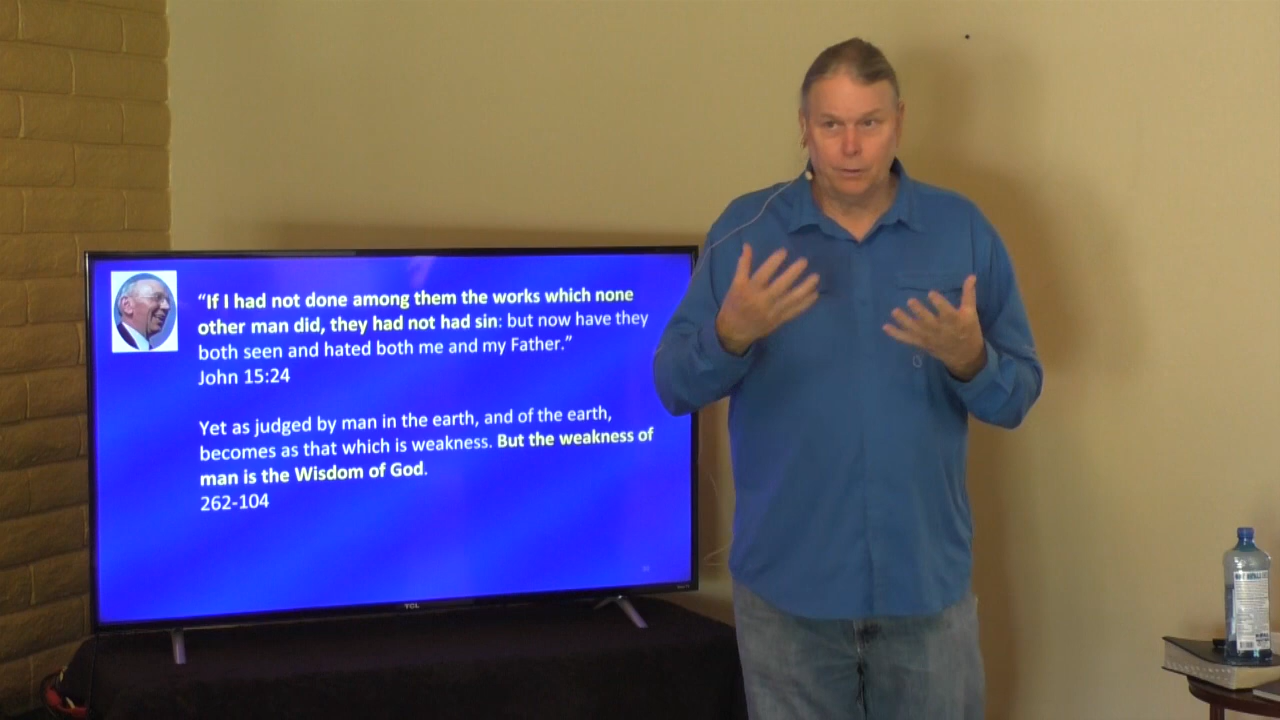 “If I had not done among them the works which none
other man did, they had not had sin: but now have they
both seen and hated both me and my Father.”
John 15:24
Yet as judged by man in the earth, and of the earth,
becomes as that which is weakness. But the weakness of
man is the Wisdom of God.
262-104
TCL